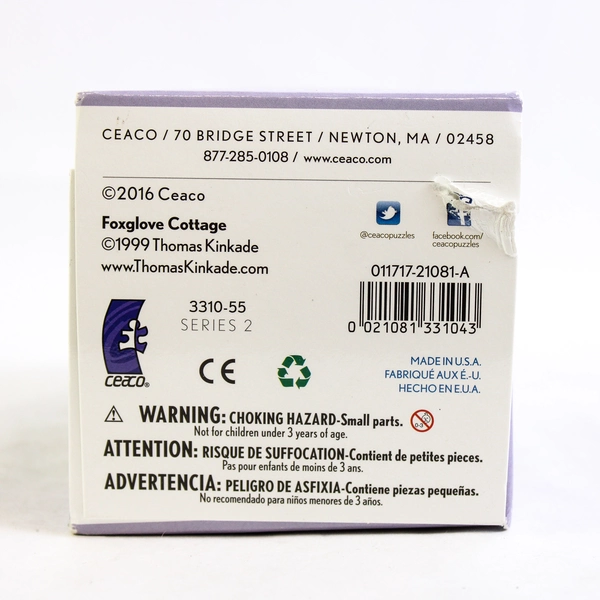 CEACO / 70 BRIDGE STREET / NEWTON, MA / 02458
877-285-0108 / www.ceaco.com
©2016 Ceaco
Foxglove Cottage
©1999 Thomas Kinkade
www.ThomasKinkade.com
@ceacopuzzles
facebook.com/
ceacopuzzles
011717-21081-A
0 021081 331043
3310-55
SERIES 2
ceaco®
CE
MADE IN U.S.A.
FABRIQUÉ AUX É.-U.
HECHO EN E.U.A.
WARNING: CHOKING HAZARD-Small parts.
0-3
Not for children under 3 years of age.
ATTENTION: RISQUE DE SUFFOCATION-Contient de petites pieces.
Pas pour enfants de moins de 3 ans.
ADVERTENCIA: PELIGRO DE ASFIXIA-Contiene piezas pequeñas.
No recomendado para niños menores de 3 años.